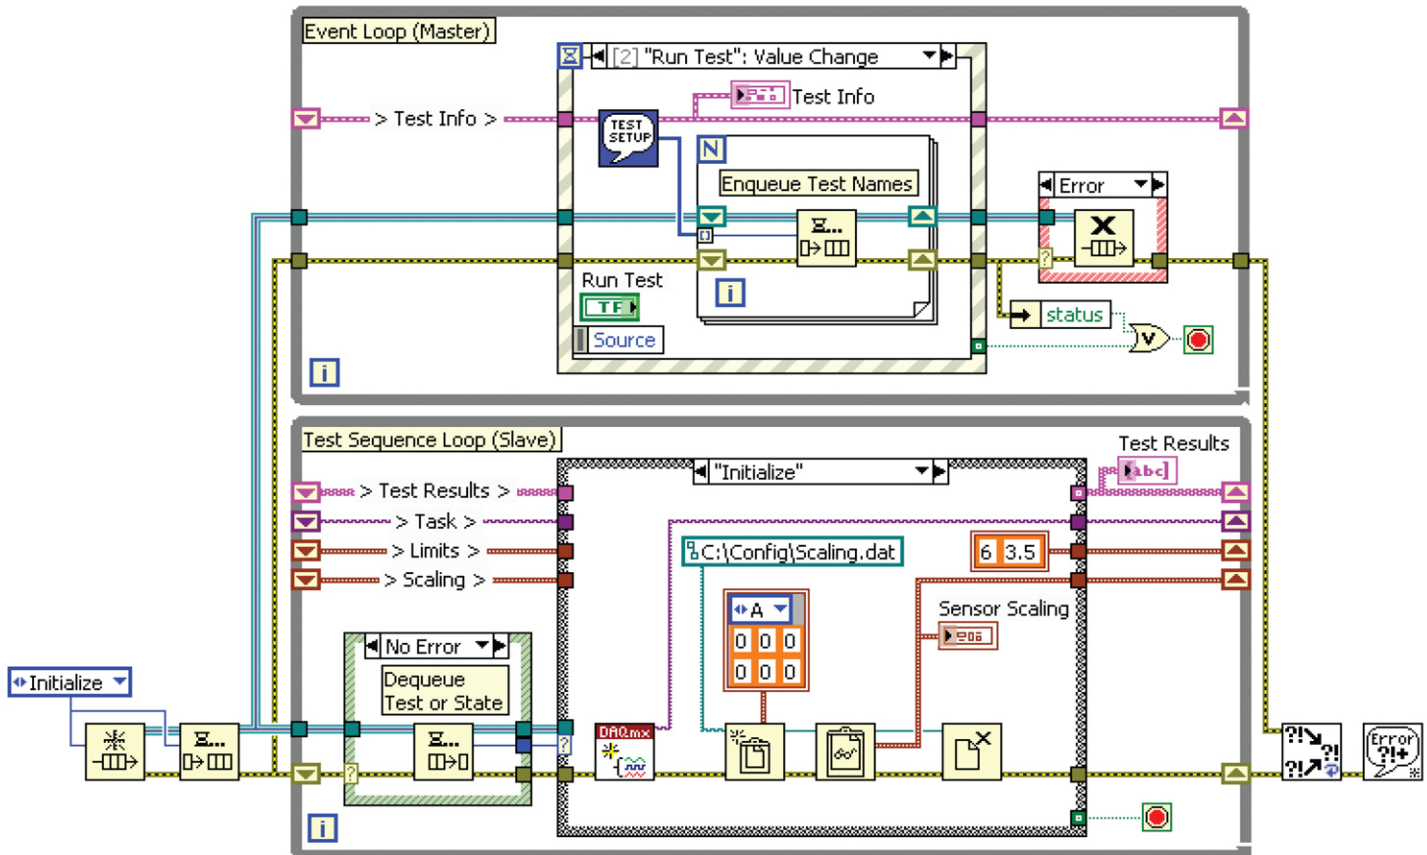 Event Loop (Master)
[2] "Run Test": Value Change
Test Info
> Test Info >
TEST
SETUP
N
Enqueue Test Names
Error
Run Test
TF
i
Source
status
V
i
Test Sequence Loop (Slave)
Test Results
"Initialize"
[abc]
> Test Results >
> Task >
C:\Config\Scaling.dat
6 3.5
> Limits >
> Scaling >
A
Sensor Scaling
0 0 0
0 0 0
No Error
Dequeue
Test or State
Initialize
DAQmx
?
?
?
?!
?!
?!
Error
?!+
i